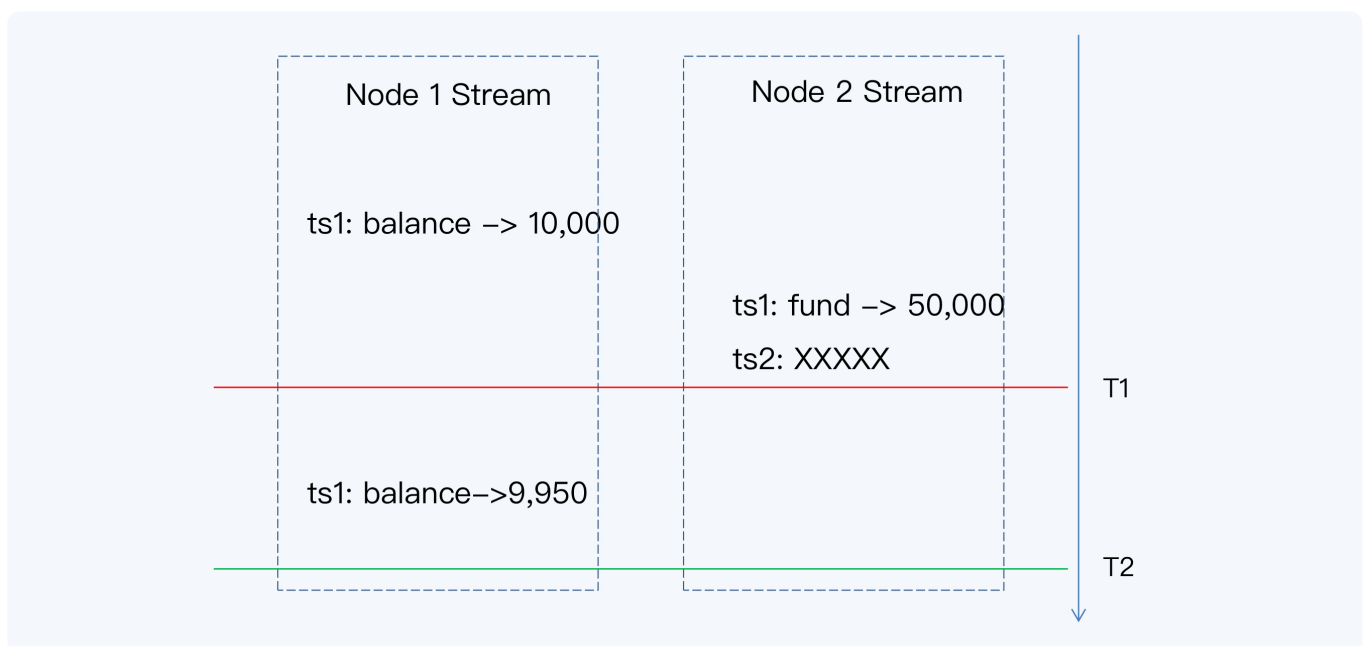 Node 1 Stream
Node 2 Stream
ts1: balance –> 10,000
ts1: fund –> 50,000
ts2: XXXXX
T1
ts1: balance–>9,950
T2